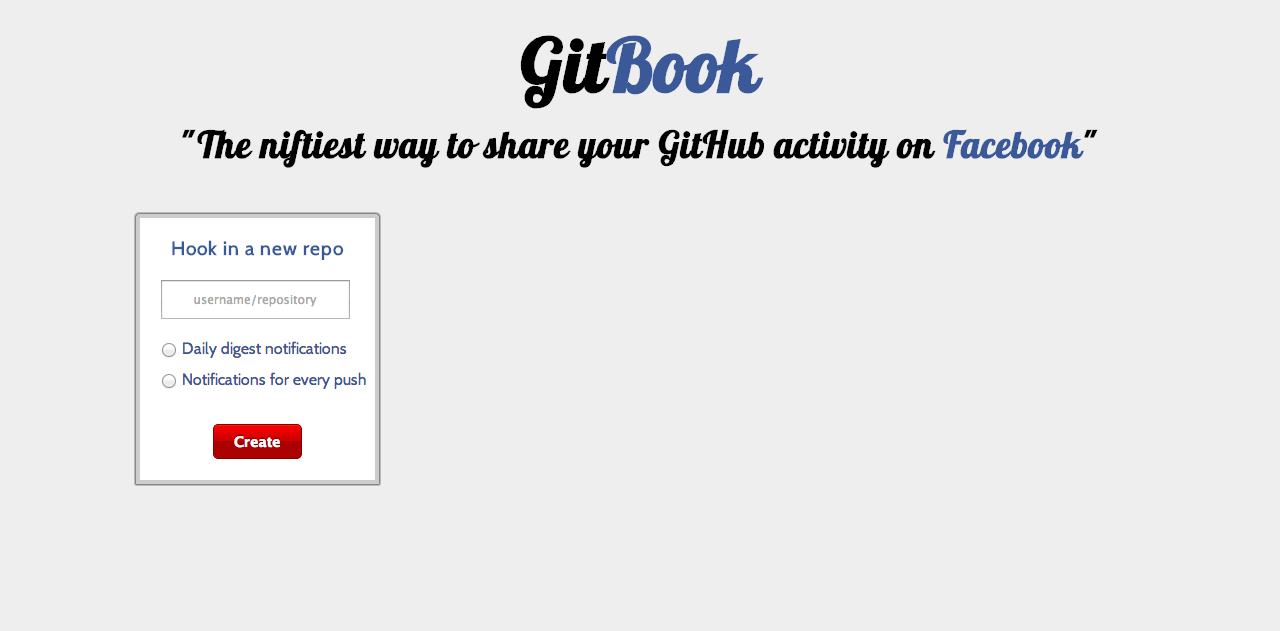 GitBook
"The niftiest way to share your GitHub activity on Facebook"
Hook in a new repo
username/repository
Daily digest notifications
Notifications for every push
Create